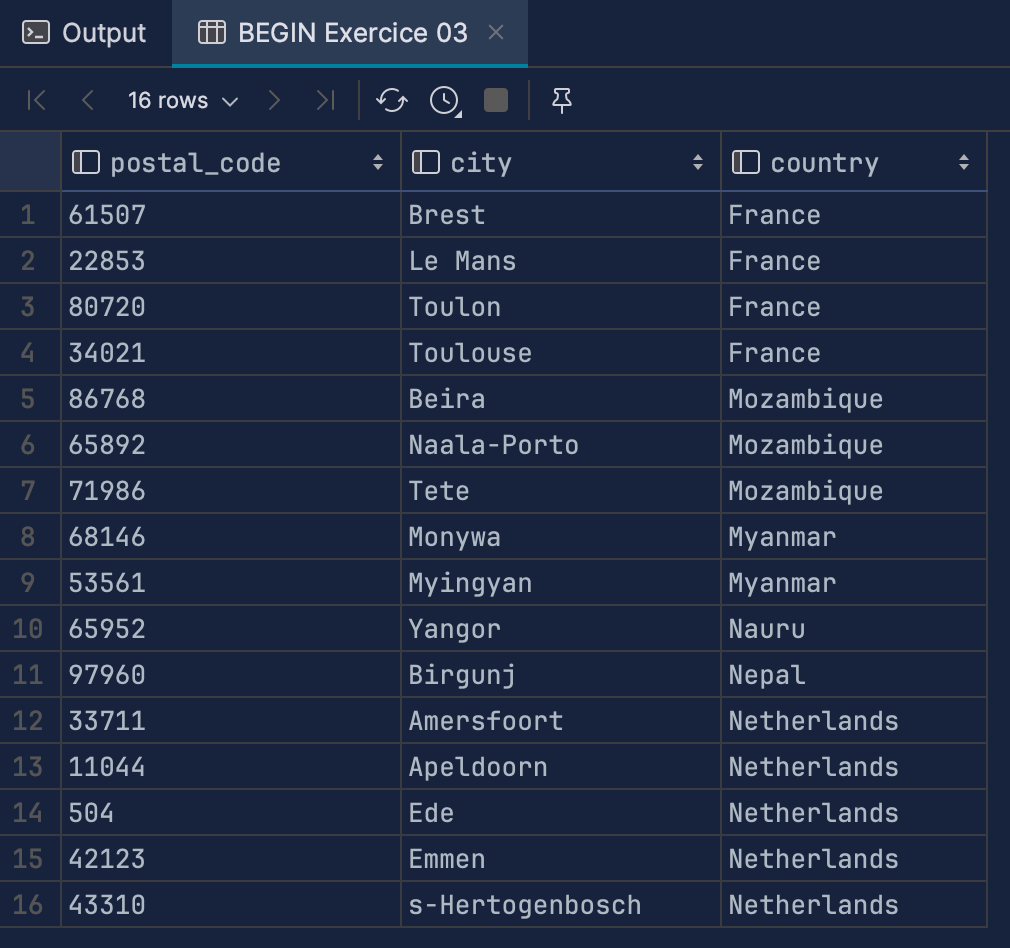 Output BEGIN Exercice 03
16 rows
postal_code city country
1 61507 Brest France
2 22853 Le Mans France
3 80720 Toulon France
4 34021 Toulouse France
5 86768 Beira Mozambique
6 65892 Naala-Porto Mozambique
7 71986 Tete Mozambique
8 68146 Monywa Myanmar
9 53561 Myingyan Myanmar
10 65952 Yangor Nauru
11 97960 Birgunj Nepal
12 33711 Amersfoort Netherlands
13 11044 Apeldoorn Netherlands
14 504 Ede Netherlands
15 42123 Emmen Netherlands
16 43310 s-Hertogenbosch Netherlands